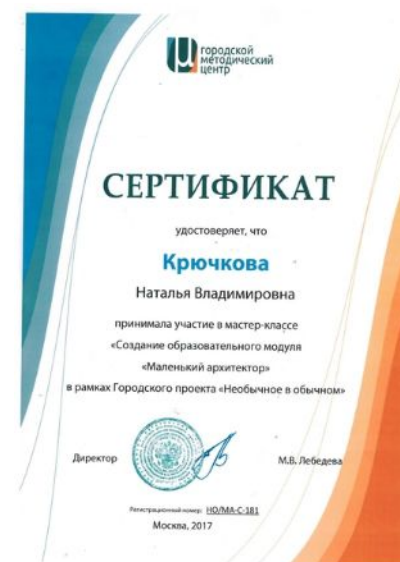 городской
методический
центр
СЕРТИФИКАТ
удостоверяет, что
Крючкова
Наталья Владимировна
принимала участие в мастер-классе
«Создание образовательного модуля
«Маленький архитектор»
в рамках Городского проекта «Необычное в обычном»
Директор
М.В. Лебедева
Регистрационный номер: НО/МА-С-181
Москва, 2017